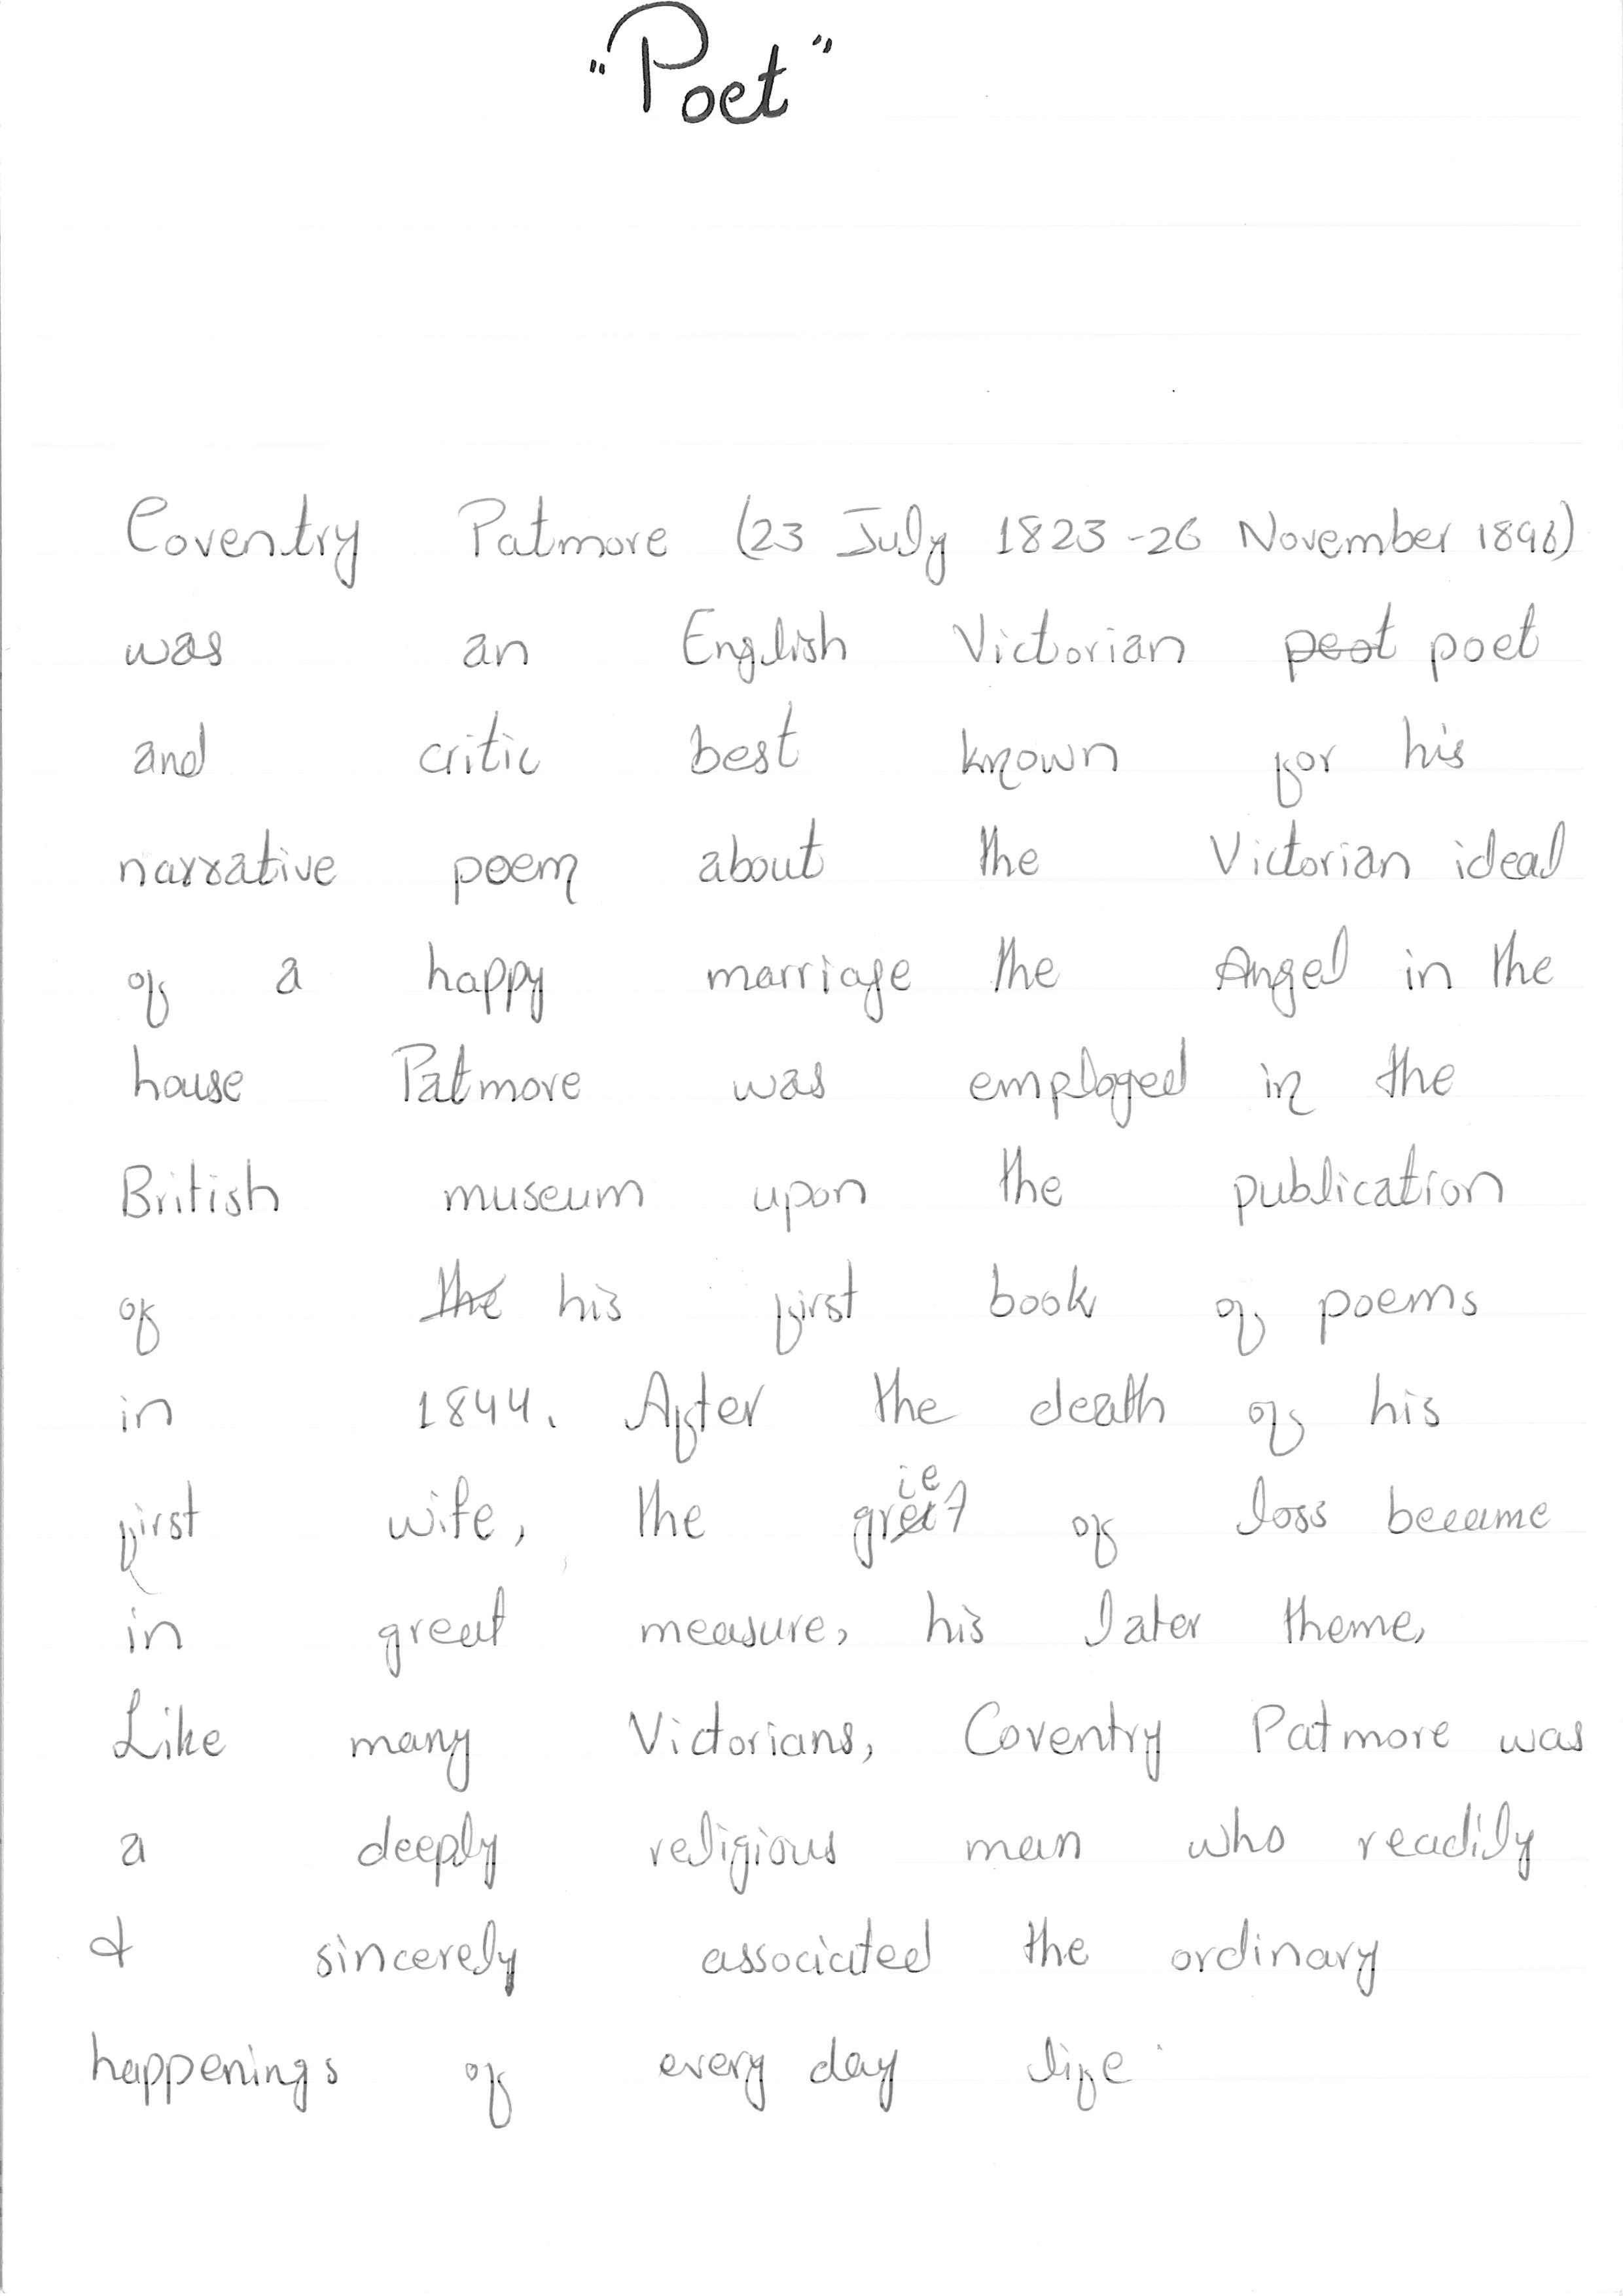 "Poet"
Coventry Patmore (23 July 1823 -26 November 1896)
was an English Victorian ~~peot~~ poet
and critic best known for his
narrative poem about the Victorian ideal
of a happy marriage the Angel in the
house Patmore was employed in the
British museum upon the publication
of ~~the~~ his first book of poems
in 1844. After the death of his
first wife, the grief of loss became
in great measure, his later theme,
Like many Victorians, Coventry Patmore was
a deeply religious man who readily
& sincerely associated the ordinary
happenings of every day life.